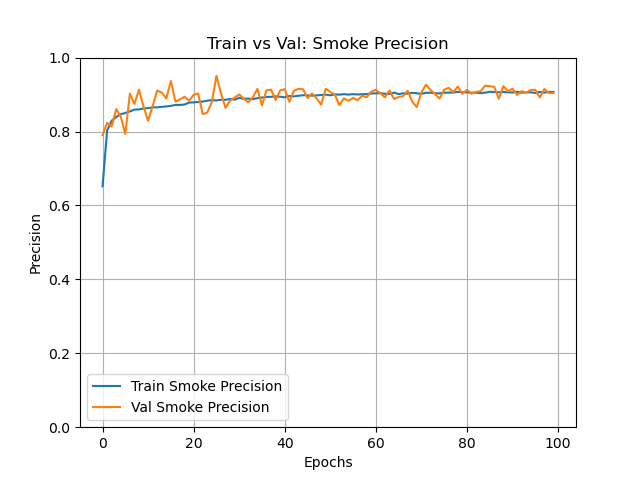 Train vs Val: Smoke Precision
1.0
0.8
0.6
0.4
0.2
0.0
Precision
Train Smoke Precision
Val Smoke Precision
0 20 40 60 80 100
Epochs